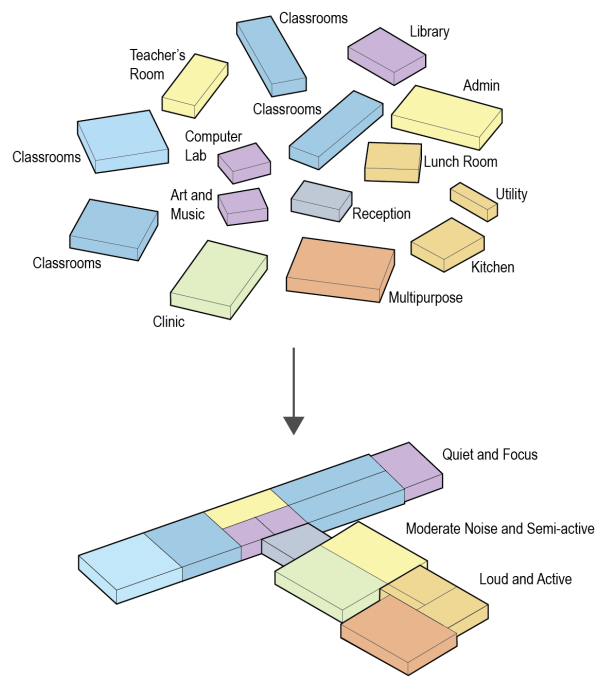 Classrooms
Library
Teacher's
Room
Admin
Classrooms
Computer
Lab
Classrooms
Lunch Room
Art and
Music
Utility
Reception
Classrooms
Kitchen
Multipurpose
Clinic
Quiet and Focus
Moderate Noise and Semi-active
Loud and Active